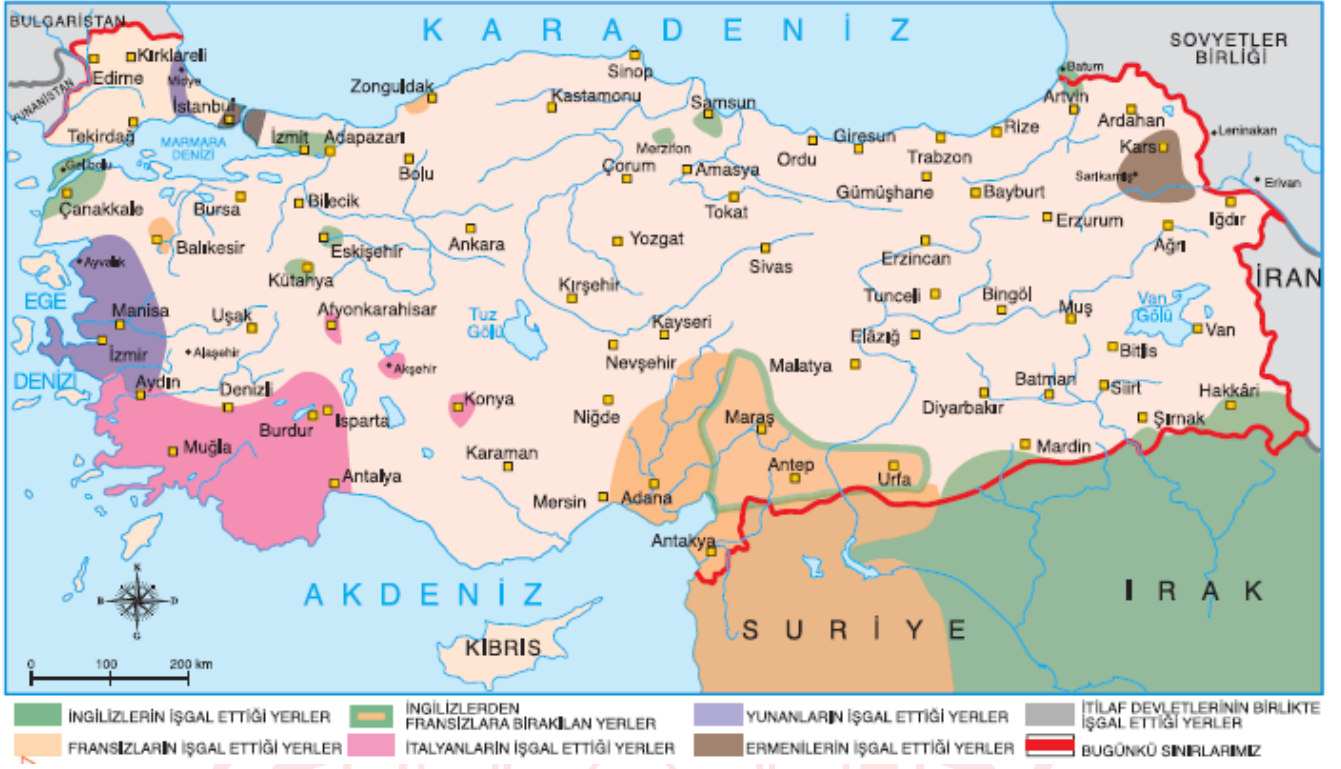 BULGARİSTAN
KARADENİZ
SOVYETLER
BİRLİĞİ
YUNANİSTAN
Edirne
Kırklareli
Midye
İstanbul
Tekirdağ
MARMARA
DENİZİ
Zonguldak
Sinop
Kastamonu
Samsun
Batum
Artvin
Ardahan
Leninakan
İzmit
Adapazarı
Merzifon
Giresun
Rize
Kars
Gelibolu
Bolu
Çorum
Amasya
Ordu
Trabzon
Sarıkamış
Erivan
Çanakkale
Bursa
Bilecik
Tokat
Gümüşhane
Bayburt
Iğdır
Balıkesir
Eskişehir
Ankara
Yozgat
Sivas
Erzincan
Erzurum
Ağrı
Ayvalık
Kütahya
Kırşehir
İRAN
EGE
DENİZİ
Manisa
Uşak
Afyonkarahisar
Tuz
Gölü
Kayseri
Tunceli
Bingöl
Muş
Van
Gölü
Van
İzmir
Alaşehir
Akşehir
Nevşehir
Malatya
Elâzığ
Bitlis
Aydın
Denizli
Konya
Niğde
Maraş
Diyarbakır
Batman
Siirt
Hakkâri
Burdur
Isparta
Şırnak
Muğla
Karaman
Antep
Urfa
Mardin
Antalya
Mersin
Adana
Antakya
K
B
D
G
AKDENİZ
KIBRIS
SURİYE
IRAK
0 100 200 km
İNGİLİZLERİN İŞGAL ETTİĞİ YERLER
İNGİLİZLERDEN
FRANSIZLARA BIRAKILAN YERLER
YUNANLARIN İŞGAL ETTİĞİ YERLER
İTİLAF DEVLETLERİNİN BİRLİKTE
İŞGAL ETTİĞİ YERLER
FRANSIZLARIN İŞGAL ETTİĞİ YERLER
İTALYANLARIN İŞGAL ETTİĞİ YERLER
ERMENİLERİN İŞGAL ETTİĞİ YERLER
BUGÜNKÜ SINIRLARIMIZ